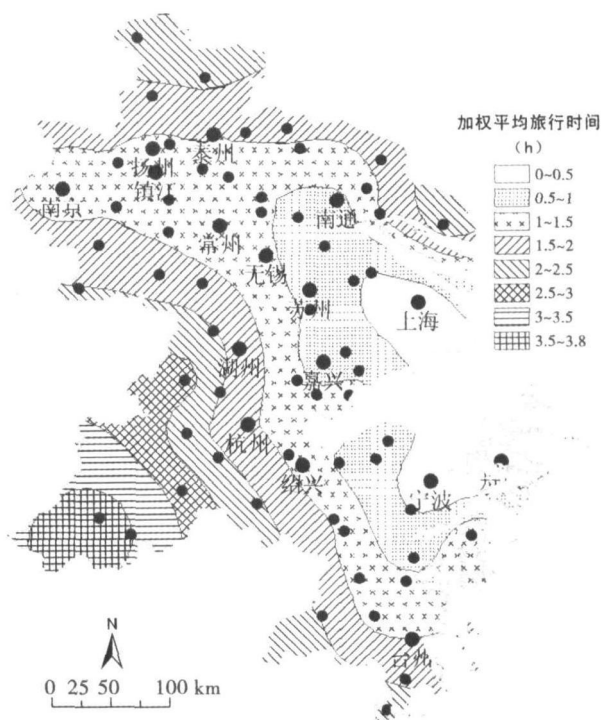 加权平均旅行时间
(h)
0~0.5
0.5~1
1~1.5
1.5~2
2~2.5
2.5~3
3~3.5
3.5~3.8
扬州
泰州
镇江
南京
南通
常州
无锡
苏州
上海
嘉兴
湖州
杭州
绍兴
宁波
台州
N
0 25 50 100 km